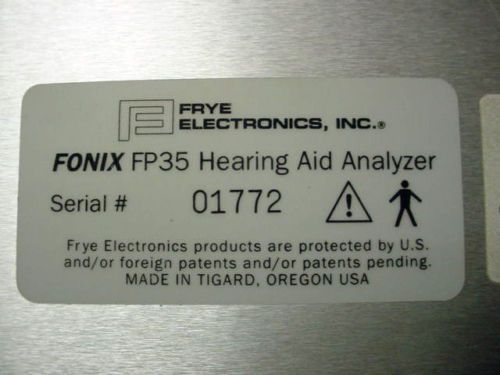 FRYE
ELECTRONICS, INC.®
FONIX FP35 Hearing Aid Analyzer
Serial # 01772
Frye Electronics products are protected by U.S.
and/or foreign patents and/or patents pending.
MADE IN TIGARD, OREGON USA